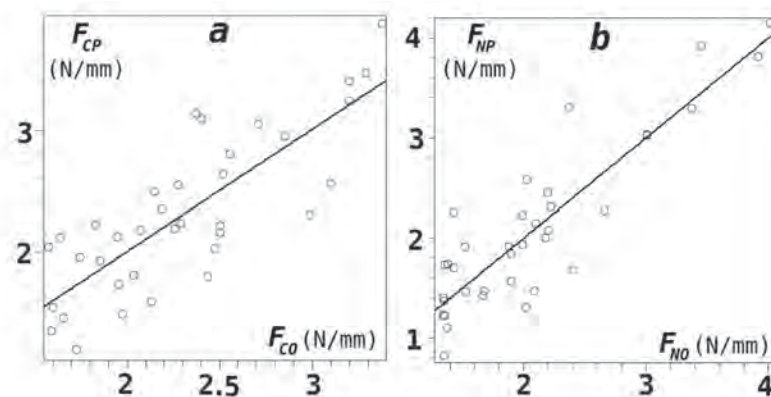 F_CP a
(N/mm)
3
2
F_CO (N/mm)
2 2.5 3
4 F_NP b
(N/mm)
3
2
1
F_NO (N/mm)
2 3 4